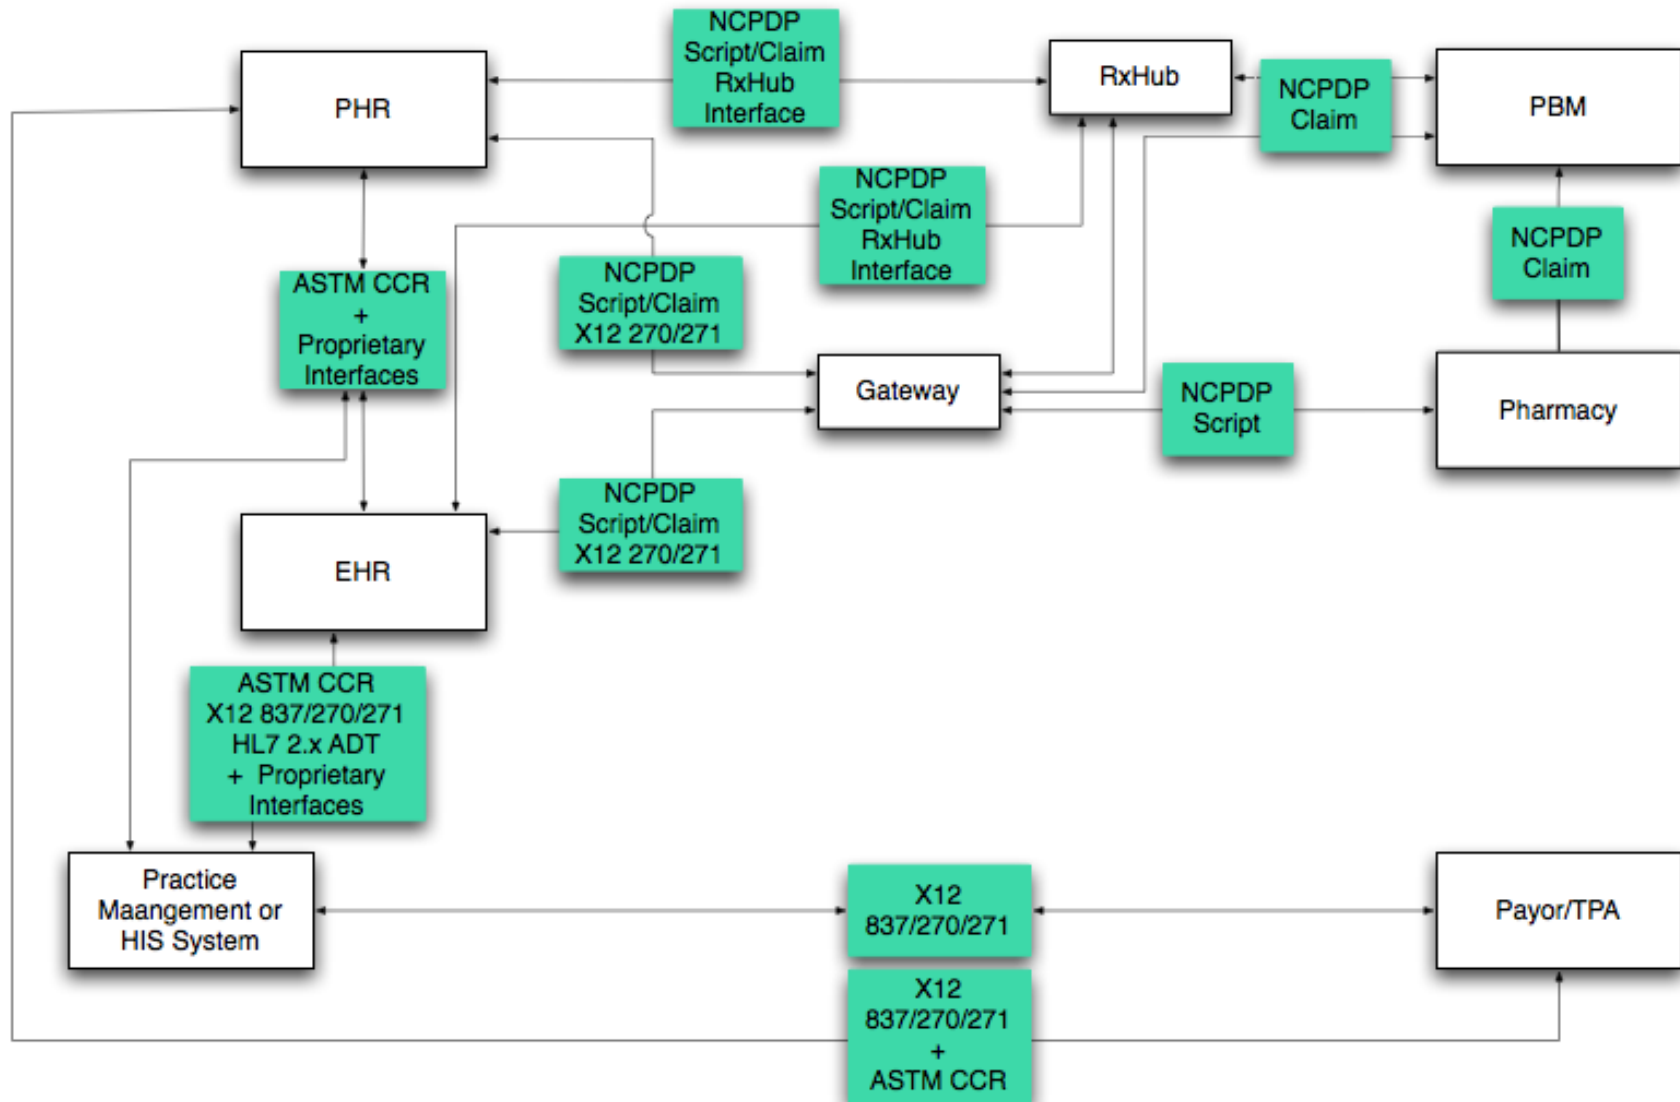 NCPDP
Script/Claim
RxHub
Interface
PHR
RxHub
NCPDP
Claim
PBM
NCPDP
Script/Claim
RxHub
Interface
NCPDP
Claim
ASTM CCR
+
Proprietary
Interfaces
NCPDP
Script/Claim
X12 270/271
Gateway
NCPDP
Script
Pharmacy
NCPDP
Script/Claim
X12 270/271
EHR
ASTM CCR
X12 837/270/271
HL7 2.x ADT
+ Proprietary
Interfaces
Practice
Maangement or
HIS System
X12
837/270/271
Payor/TPA
X12
837/270/271
+
ASTM CCR